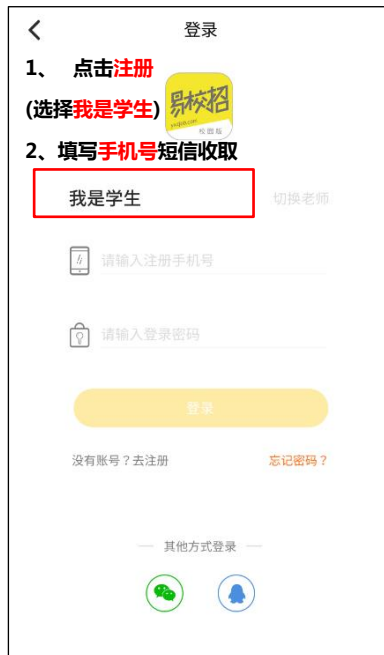 登录
1、 点击注册
(选择我是学生)
易校招
校园版
2、填写手机号短信收取
我是学生
切换老师
请输入注册手机号
请输入登录密码
登录
没有账号？去注册
忘记密码？
其他方式登录